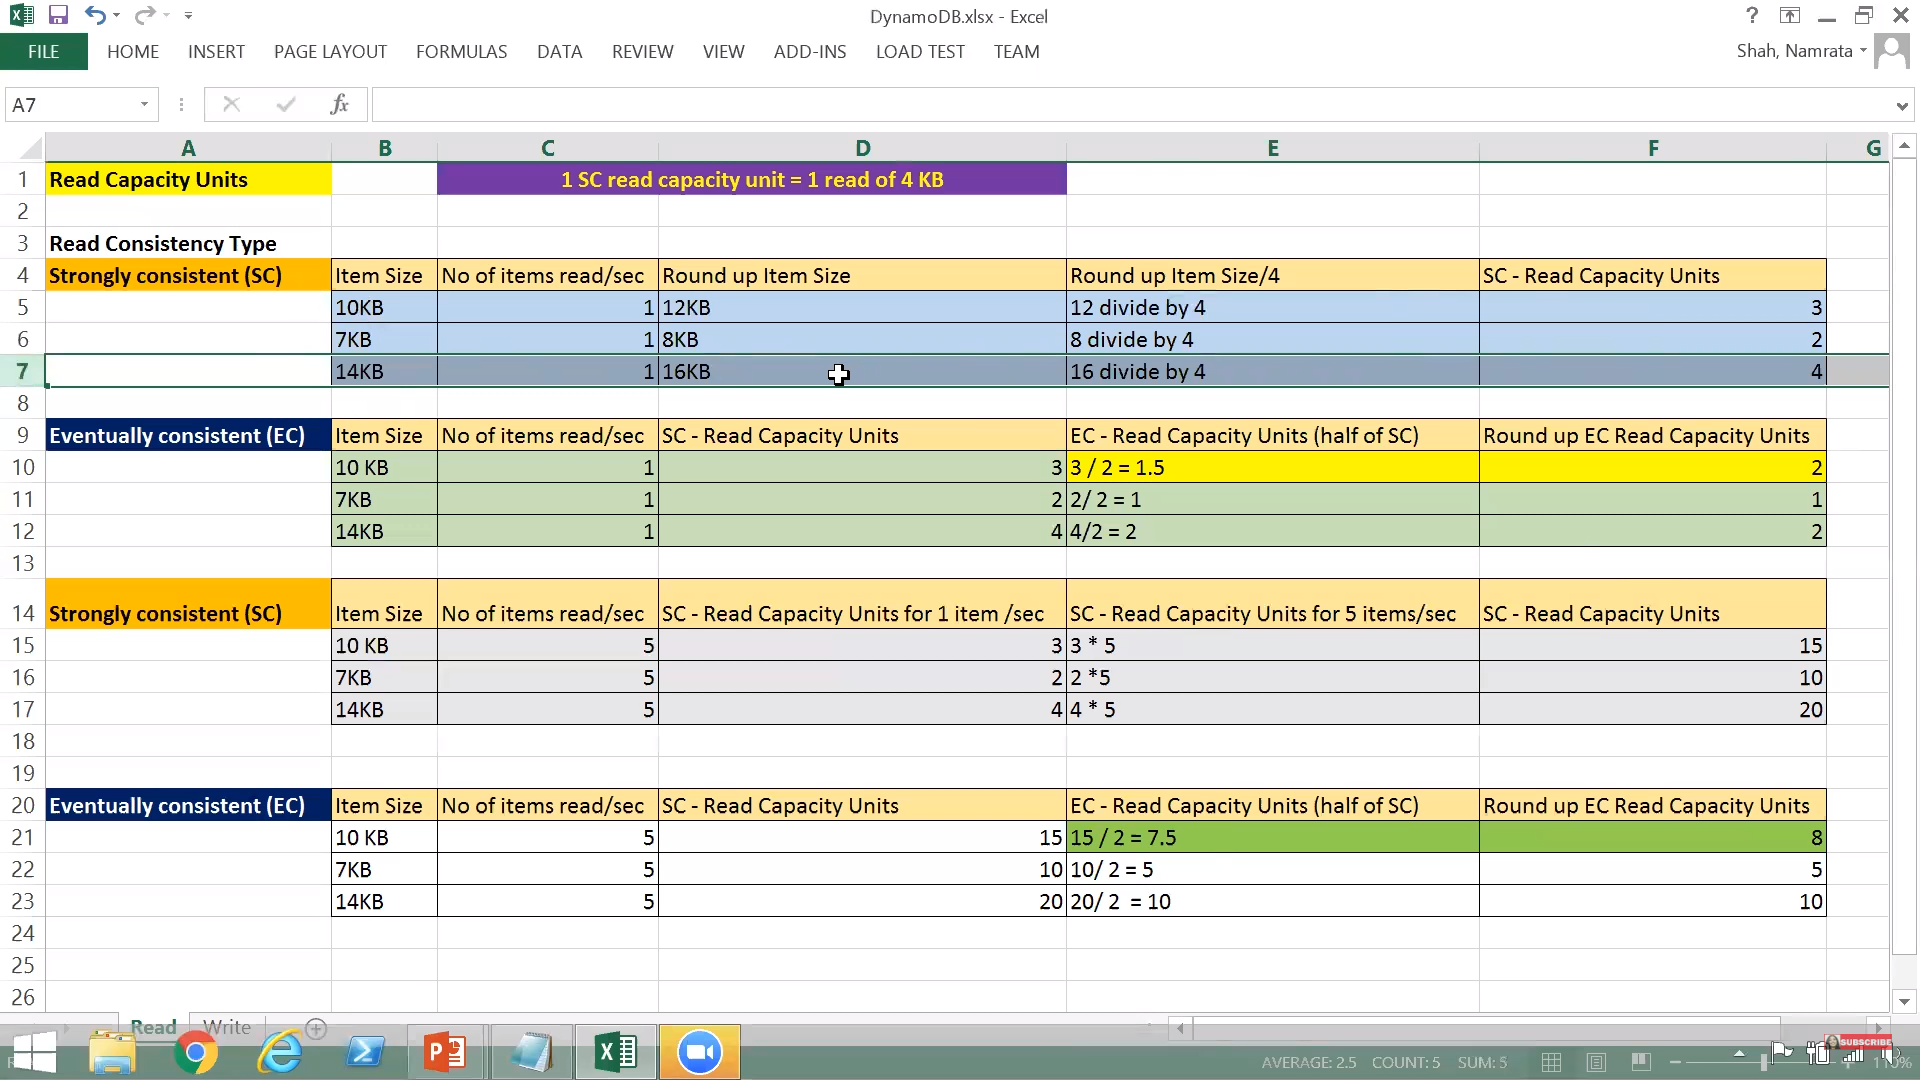 DynamoDB.xlsx - Excel
FILE HOME INSERT PAGE LAYOUT FORMULAS DATA REVIEW VIEW ADD-INS LOAD TEST TEAM Shah, Namrata
A7 fx
A B C D E F G
1 Read Capacity Units 1 SC read capacity unit = 1 read of 4 KB
2
3 Read Consistency Type
4 Strongly consistent (SC) Item Size No of items read/sec Round up Item Size Round up Item Size/4 SC - Read Capacity Units
5 10KB 1 12KB 12 divide by 4 3
6 7KB 1 8KB 8 divide by 4 2
7 14KB 1 16KB 16 divide by 4 4
8
9 Eventually consistent (EC) Item Size No of items read/sec SC - Read Capacity Units EC - Read Capacity Units (half of SC) Round up EC Read Capacity Units
10 10 KB 1 3 3 / 2 = 1.5 2
11 7KB 1 2 2/ 2 = 1 1
12 14KB 1 4 4/2 = 2 2
13
14 Strongly consistent (SC) Item Size No of items read/sec SC - Read Capacity Units for 1 item /sec SC - Read Capacity Units for 5 items/sec SC - Read Capacity Units
15 10 KB 5 3 3 * 5 15
16 7KB 5 2 2 *5 10
17 14KB 5 4 4 * 5 20
18
19
20 Eventually consistent (EC) Item Size No of items read/sec SC - Read Capacity Units EC - Read Capacity Units (half of SC) Round up EC Read Capacity Units
21 10 KB 5 15 15 / 2 = 7.5 8
22 7KB 5 10 10/ 2 = 5 5
23 14KB 5 20 20/ 2 = 10 10
24
25
26
Read Write
AVERAGE: 2.5 COUNT: 5 SUM: 5
SUBSCRIBE